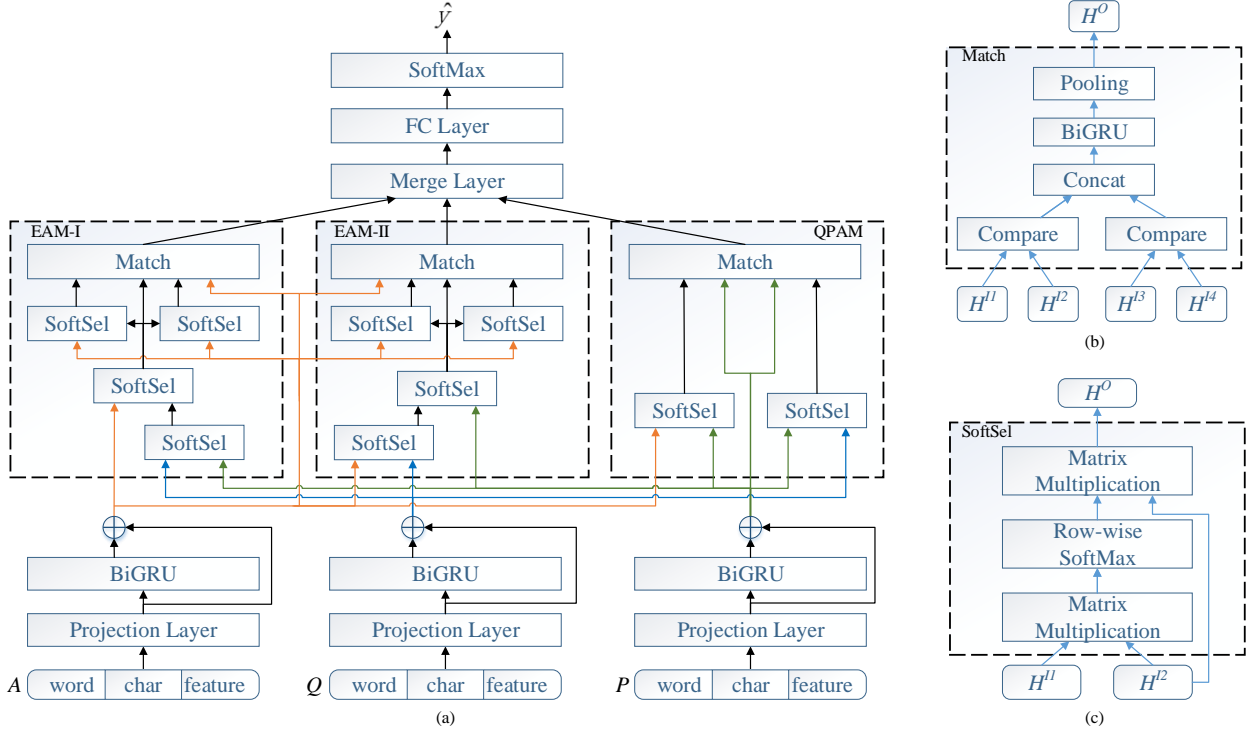 ŷ
SoftMax
FC Layer
Merge Layer
EAM-I
EAM-II
QPAM
Match
Match
Match
SoftSel
SoftSel
SoftSel
SoftSel
SoftSel
SoftSel
SoftSel
SoftSel
SoftSel
SoftSel
BiGRU
BiGRU
BiGRU
Projection Layer
Projection Layer
Projection Layer
A word char feature
Q word char feature
P word char feature
(a)
H^O
Match
Pooling
BiGRU
Concat
Compare
Compare
H^I1
H^I2
H^I3
H^I4
(b)
H^O
SoftSel
Matrix
Multiplication
Row-wise
SoftMax
Matrix
Multiplication
H^I1
H^I2
(c)